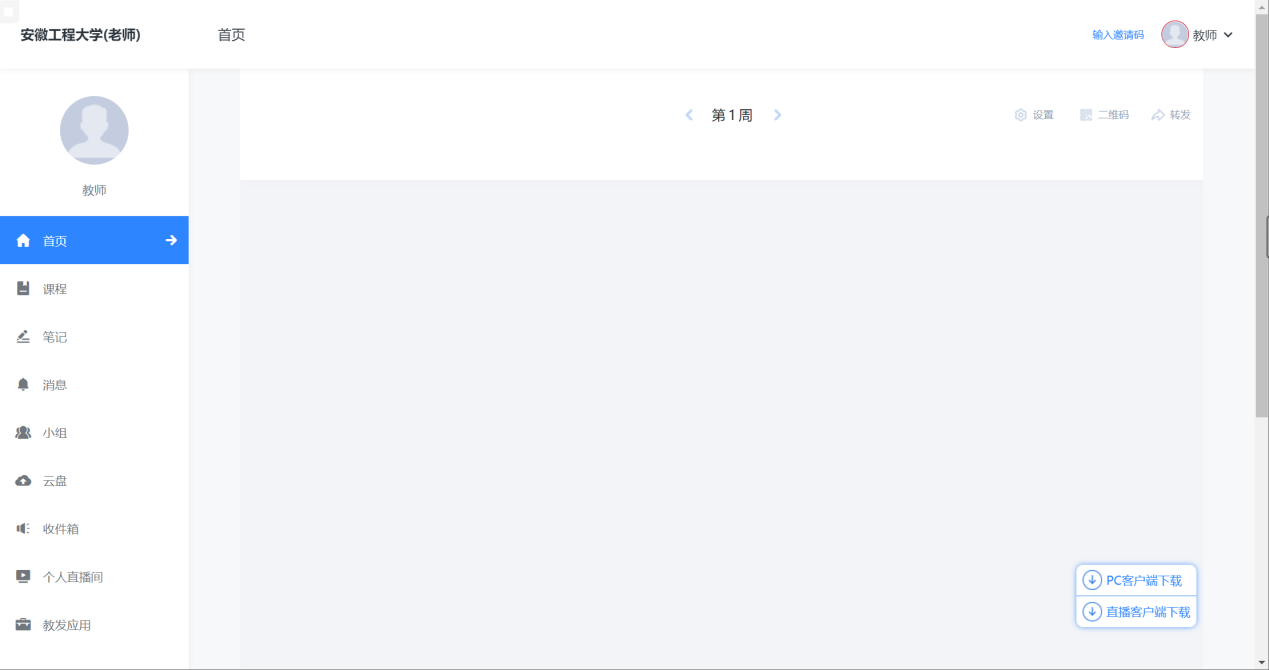 安徽工程大学(老师)
首页
输入邀请码
教师
教师
首页
课程
笔记
消息
小组
云盘
收件箱
个人直播间
教发应用
第 1 周
设置
二维码
转发
PC客户端下载
直播客户端下载